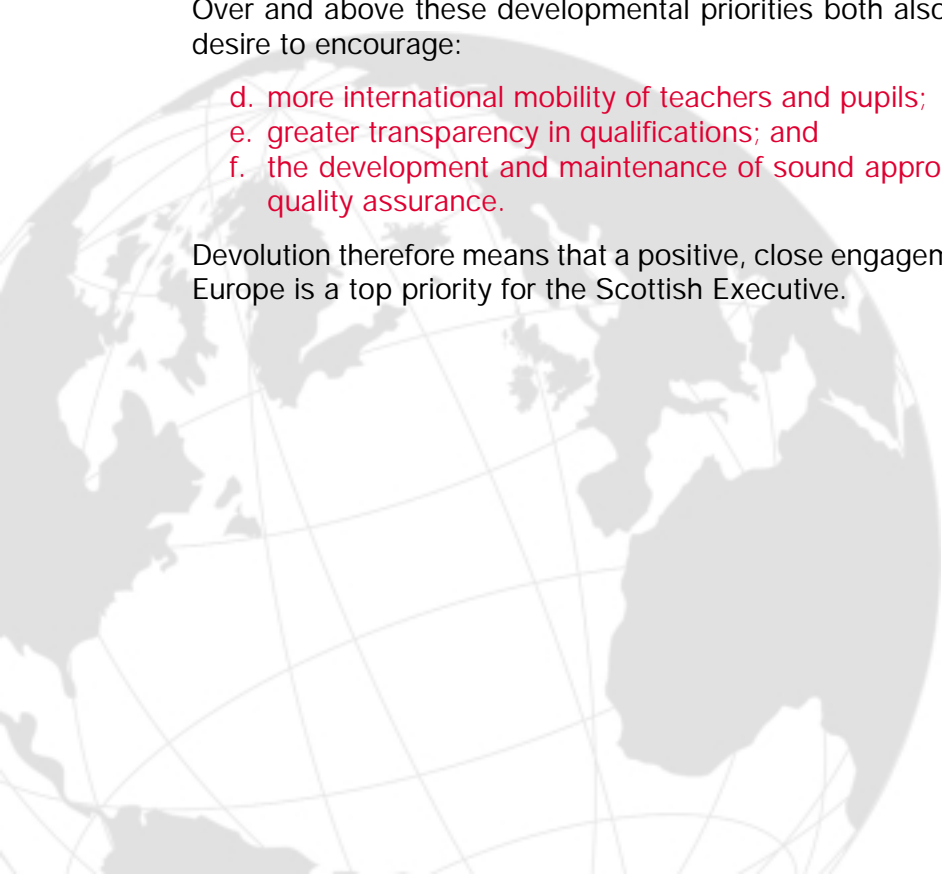 Over and above these developmental priorities both also
desire to encourage:
d. more international mobility of teachers and pupils;
e. greater transparency in qualifications; and
f. the development and maintenance of sound appro
quality assurance.
Devolution therefore means that a positive, close engagem
Europe is a top priority for the Scottish Executive.